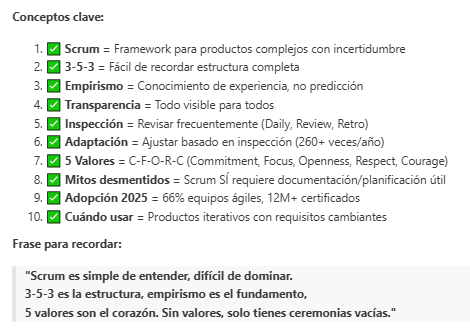 Conceptos clave:
1. ✅ Scrum = Framework para productos complejos con incertidumbre
2. ✅ 3-5-3 = Fácil de recordar estructura completa
3. ✅ Empirismo = Conocimiento de experiencia, no predicción
4. ✅ Transparencia = Todo visible para todos
5. ✅ Inspección = Revisar frecuentemente (Daily, Review, Retro)
6. ✅ Adaptación = Ajustar basado en inspección (260+ veces/año)
7. ✅ 5 Valores = C-F-O-R-C (Commitment, Focus, Openness, Respect, Courage)
8. ✅ Mitos desmentidos = Scrum SÍ requiere documentación/planificación útil
9. ✅ Adopción 2025 = 66% equipos ágiles, 12M+ certificados
10. ✅ Cuándo usar = Productos iterativos con requisitos cambiantes
Frase para recordar:
"Scrum es simple de entender, difícil de dominar.
3-5-3 es la estructura, empirismo es el fundamento,
5 valores son el corazón. Sin valores, solo tienes ceremonias vacías."